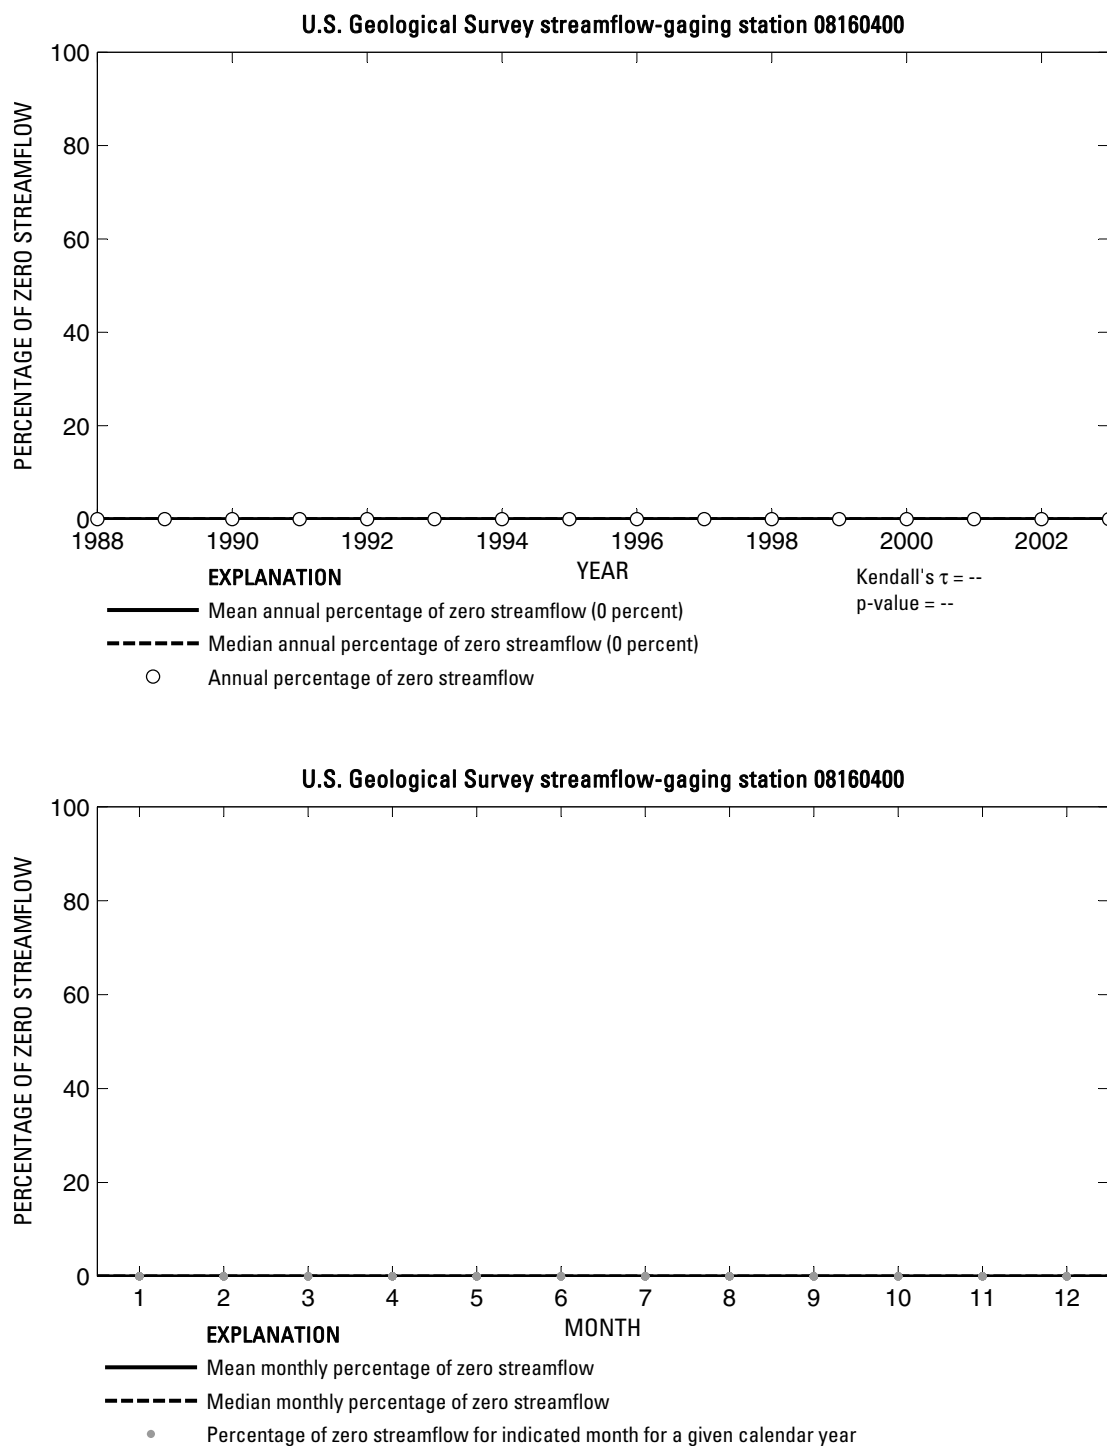 U.S. Geological Survey streamflow-gaging station 08160400
100
80
60
40
20
0
PERCENTAGE OF ZERO STREAMFLOW
1988 1990 1992 1994 1996 1998 2000 2002
YEAR
EXPLANATION
Mean annual percentage of zero streamflow (0 percent)
Median annual percentage of zero streamflow (0 percent)
Annual percentage of zero streamflow
Kendall's τ = --
p-value = --
U.S. Geological Survey streamflow-gaging station 08160400
100
80
60
40
20
0
PERCENTAGE OF ZERO STREAMFLOW
1 2 3 4 5 6 7 8 9 10 11 12
MONTH
EXPLANATION
Mean monthly percentage of zero streamflow
Median monthly percentage of zero streamflow
Percentage of zero streamflow for indicated month for a given calendar year